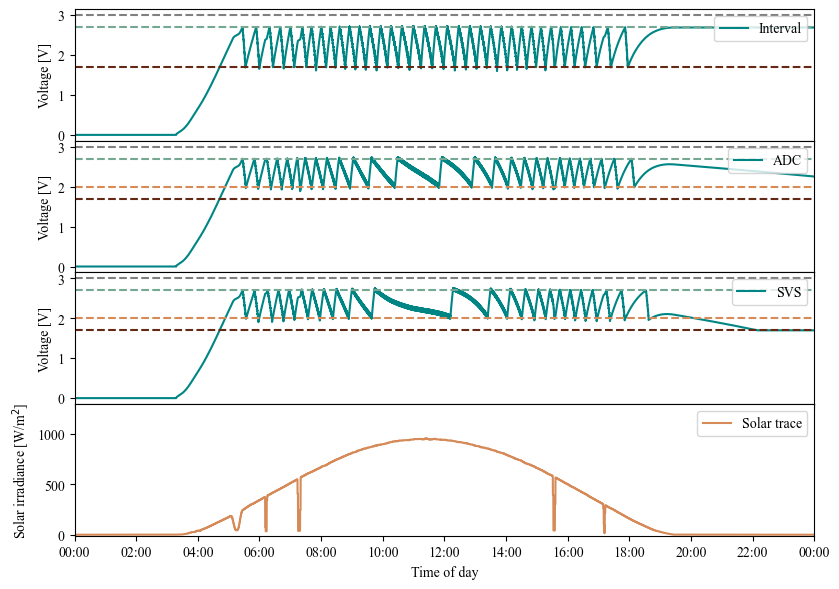 3
2
1
0
Voltage [V]
Interval
3
2
1
0
Voltage [V]
ADC
3
2
1
0
Voltage [V]
SVS
1000
500
0
Solar irradiance [W/m²]
Solar trace
00:00 02:00 04:00 06:00 08:00 10:00 12:00 14:00 16:00 18:00 20:00 22:00 00:00
Time of day